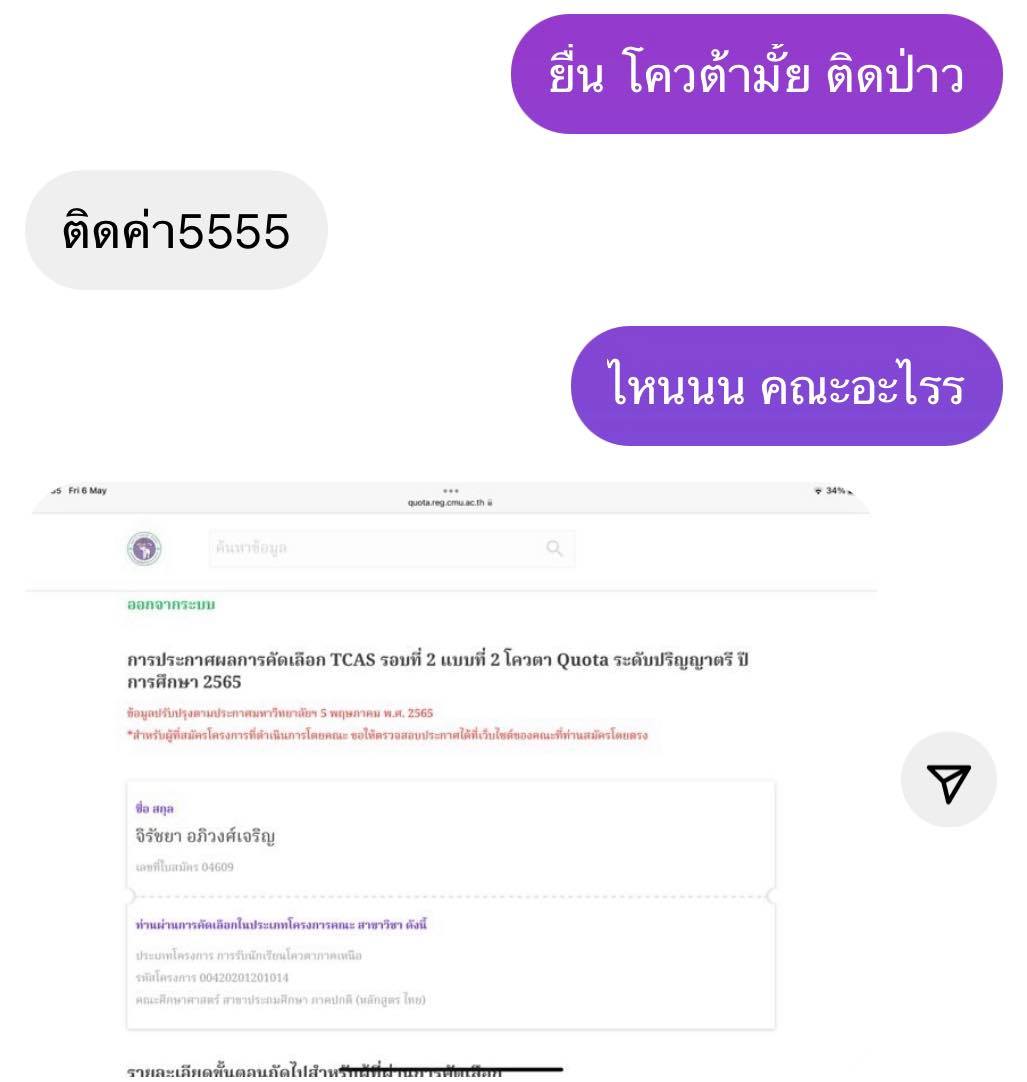 ยื่น โควต้ามั้ย ติดป่าว
ติดค่า5555
ไหนนน คณะอะไรร
Fri 6 May
34%
quota.reg.cmu.ac.th
ค้นหาข้อมูล
ออกจากระบบ
การประกาศผลการคัดเลือก TCAS รอบที่ 2 แบบที่ 2 โควตา Quota ระดับปริญญาตรี ปี
การศึกษา 2565
ข้อมูลปรับปรุงตามประกาศมหาวิทยาลัยฯ 5 พฤษภาคม พ.ศ. 2565
*สำหรับผู้ที่สมัครโครงการที่ดำเนินการโดยคณะ ขอให้ตรวจสอบประกาศได้ที่เว็บไซต์ของคณะที่ท่านสมัครโดยตรง
ชื่อ สกุล
จิรัชยา อภิวงศ์เจริญ
เลขที่ใบสมัคร 04609
ท่านผ่านการคัดเลือกในประเภทโครงการคณะ สาขาวิชา ดังนี้
ประเภทโครงการ การรับนักเรียนโควตาภาคเหนือ
รหัสโครงการ 00420201201014
คณะศึกษาศาสตร์ สาขาประถมศึกษา ภาคปกติ (หลักสูตร ไทย)
รายละเอียดขั้นตอนถัดไปสำหรับผู้ที่ผ่านการคัดเลือก